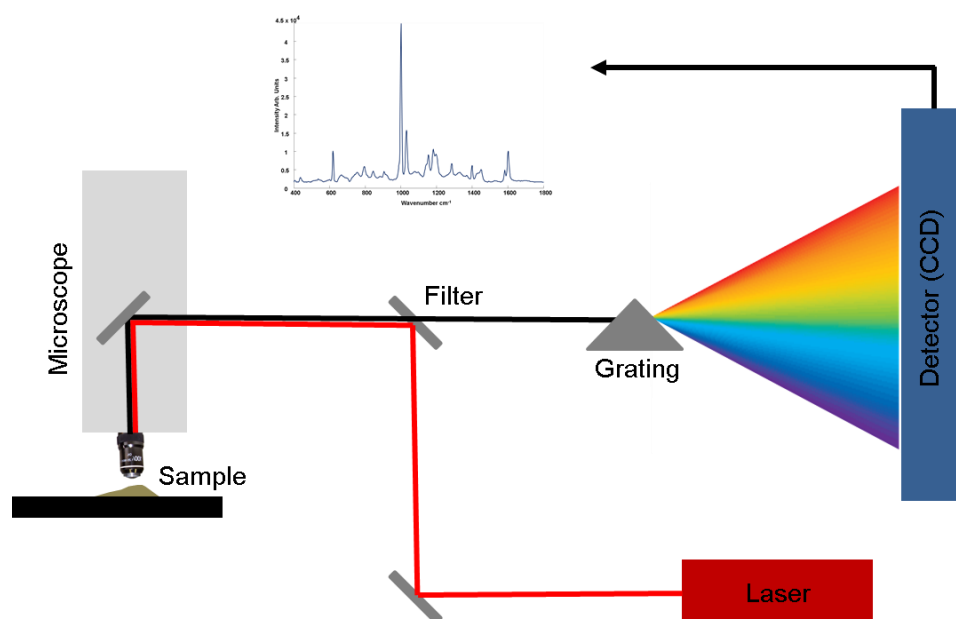 4.5 x 10⁴
4
3.5
3
2.5
2
1.5
1
0.5
0
Intensity Arb. Units
400 600 800 1000 1200 1400 1600 1800
Wavenumber cm⁻¹
Microscope
Filter
Grating
Detector (CCD)
Sample
Laser